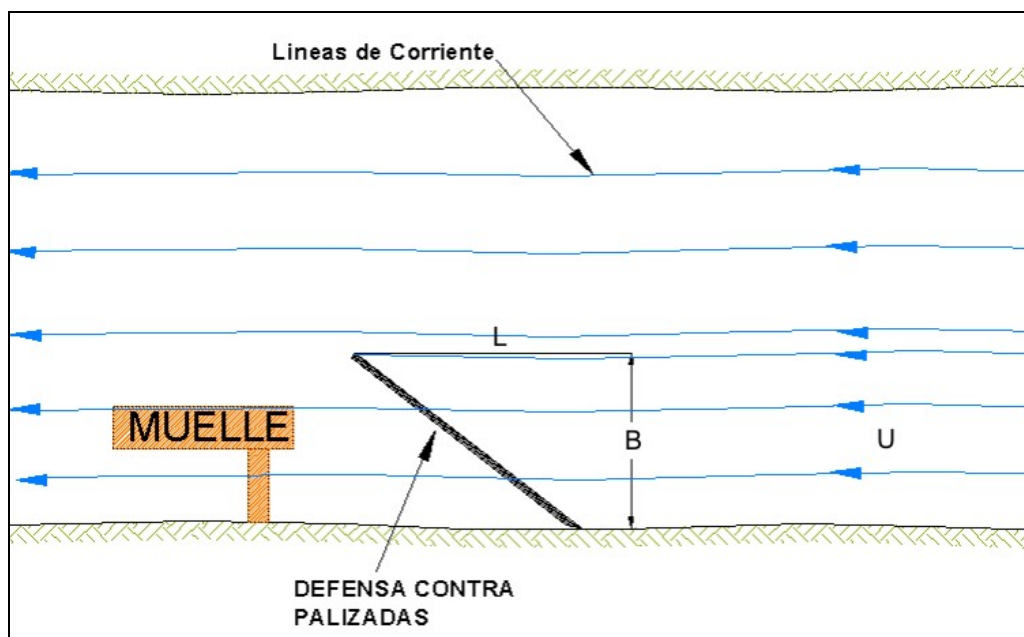 Lineas de Corriente
L
MUELLE
B
U
DEFENSA CONTRA
PALIZADAS